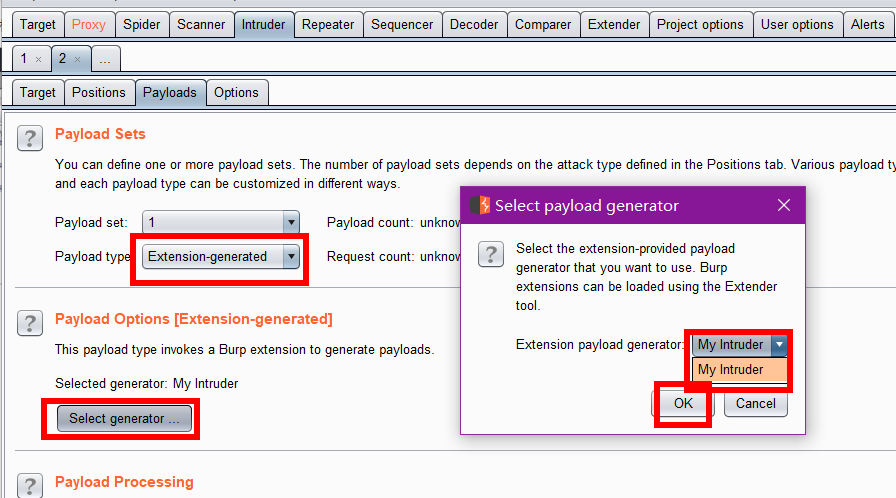 Target Proxy Spider Scanner Intruder Repeater Sequencer Decoder Comparer Extender Project options User options Alerts
1 × 2 × ...
Target Positions Payloads Options
? Payload Sets
You can define one or more payload sets. The number of payload sets depends on the attack type defined in the Positions tab. Various payload ty
and each payload type can be customized in different ways.
Payload set: 1 Payload count: unknow
Payload type Extension-generated Request count: unknow
? Payload Options [Extension-generated]
This payload type invokes a Burp extension to generate payloads.
Selected generator: My Intruder
Select generator ...
? Payload Processing
Select payload generator
? Select the extension-provided payload
generator that you want to use. Burp
extensions can be loaded using the Extender
tool.
Extension payload generator: My Intruder
My Intruder
OK Cancel